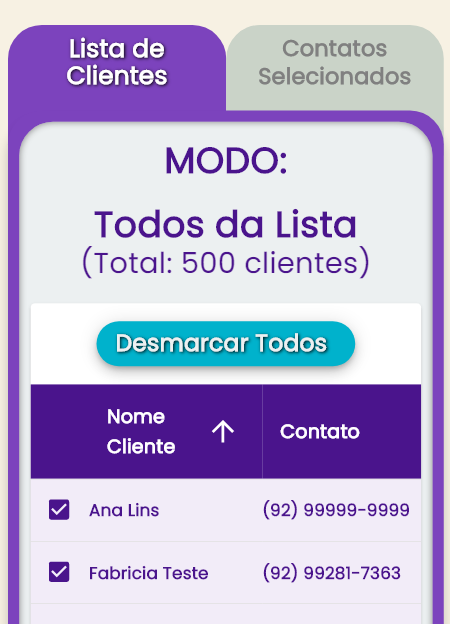 Lista de
Clientes
Contatos
Selecionados
MODO:
Todos da Lista
(Total: 500 clientes)
Desmarcar Todos
Nome
Cliente
Contato
Ana Lins (92) 99999-9999
Fabricia Teste (92) 99281-7363